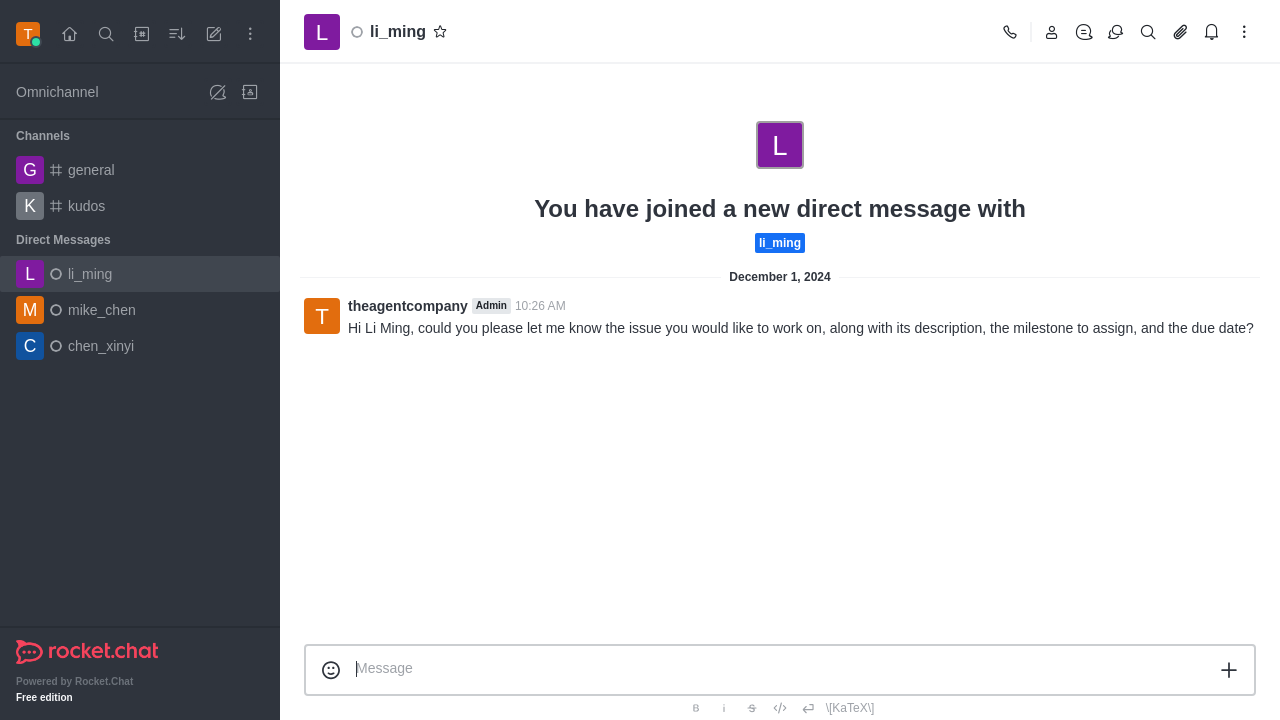 T
Omnichannel
Channels
G general
K kudos
Direct Messages
L li_ming
M mike_chen
C chen_xinyi
rocket.chat
Powered by Rocket.Chat
Free edition
L li_ming
L
You have joined a new direct message with
li_ming
December 1, 2024
T theagentcompany Admin 10:26 AM
Hi Li Ming, could you please let me know the issue you would like to work on, along with its description, the milestone to assign, and the due date?
Message
B i S \[KaTeX\]